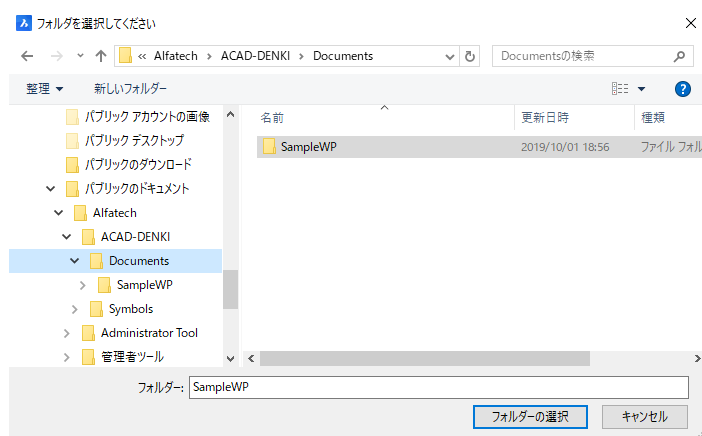 フォルダを選択してください
« Alfatech › ACAD-DENKI › Documents
Documentsの検索
整理 新しいフォルダー
パブリック アカウントの画像
パブリック デスクトップ
パブリックのダウンロード
パブリックのドキュメント
Alfatech
ACAD-DENKI
Documents
SampleWP
Symbols
Administrator Tool
管理者ツール
名前 更新日時 種類
SampleWP 2019/10/01 18:56 ファイル フォル
フォルダー: SampleWP
フォルダーの選択 キャンセル